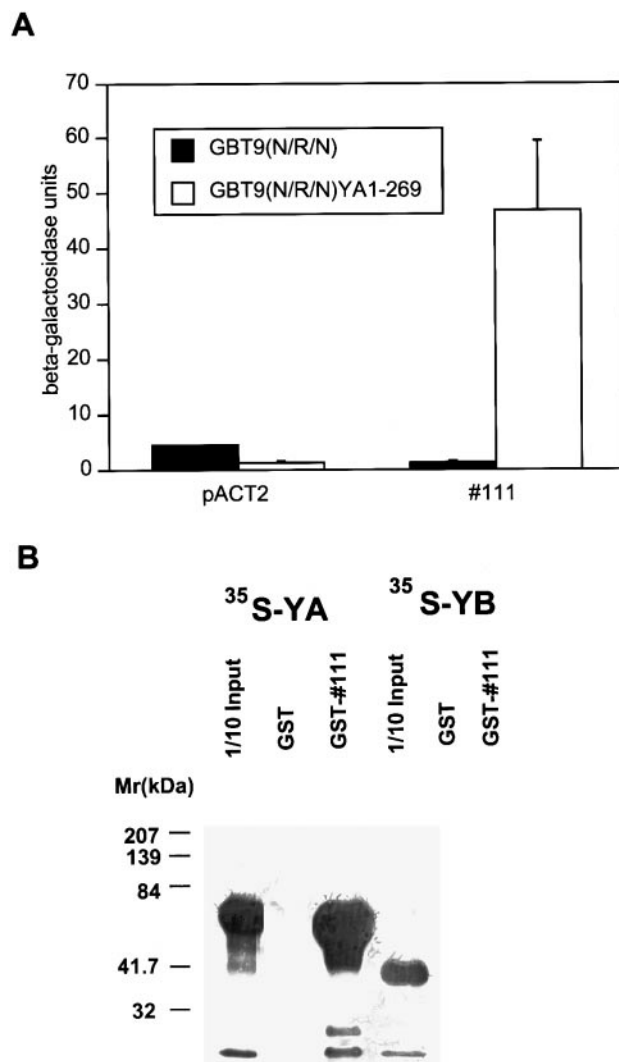 A
70
60
50
40
30
20
10
0
beta-galactosidase units
GBT9(N/R/N)
GBT9(N/R/N)YA1-269
pACT2
#111
B
35S-YA
35S-YB
1/10 Input
GST
GST-#111
1/10 Input
GST
GST-#111
Mr(kDa)
207
139
84
41.7
32